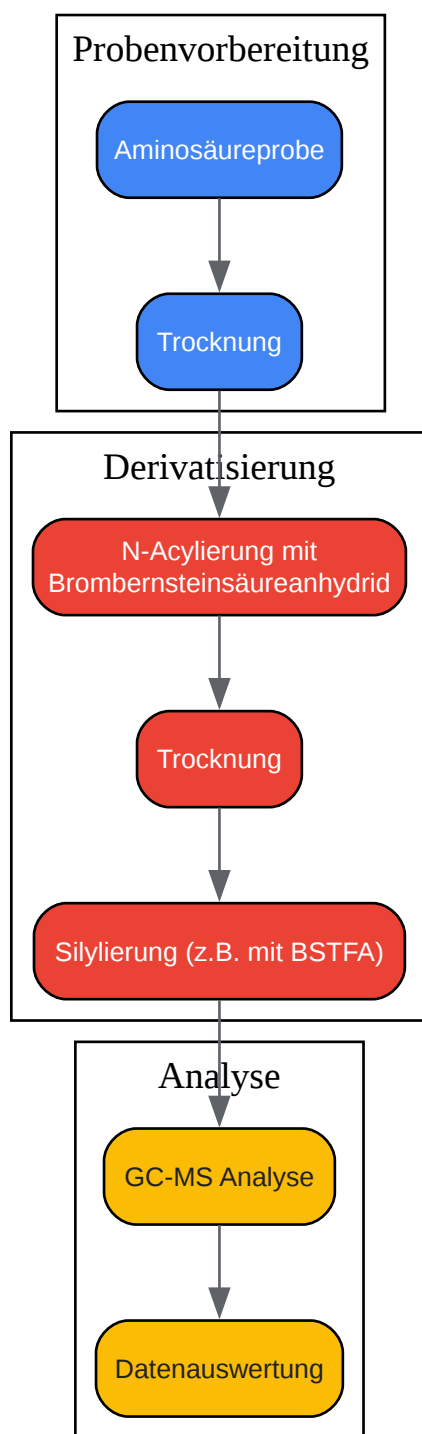 Probenvorbereitung
Aminosäureprobe
Trocknung
Derivatisierung
N-Acylierung mit
Brombernsteinsäureanhydrid
Trocknung
Silylierung (z.B. mit BSTFA)
Analyse
GC-MS Analyse
Datenauswertung